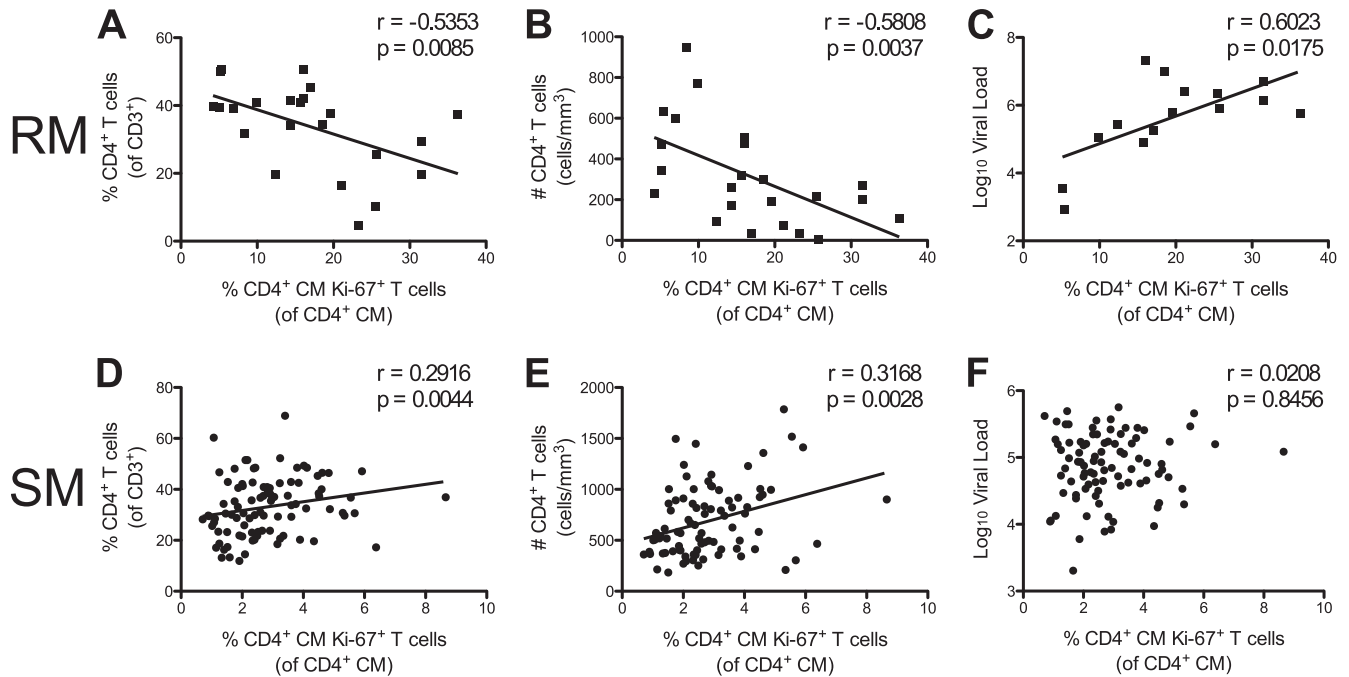 A
r = -0.5353
p = 0.0085
60
40
20
0
0 10 20 30 40
% CD4⁺ T cells
(of CD3⁺)
% CD4⁺ CM Ki-67⁺ T cells
(of CD4⁺ CM)
B
r = -0.5808
p = 0.0037
1000
800
600
400
200
0
0 10 20 30 40
# CD4⁺ T cells
(cells/mm³)
% CD4⁺ CM Ki-67⁺ T cells
(of CD4⁺ CM)
C
r = 0.6023
p = 0.0175
8
6
4
2
0 10 20 30 40
Log₁₀ Viral Load
% CD4⁺ CM Ki-67⁺ T cells
(of CD4⁺ CM)
RM
D
r = 0.2916
p = 0.0044
80
60
40
20
0
0 2 4 6 8 10
% CD4⁺ T cells
(of CD3⁺)
% CD4⁺ CM Ki-67⁺ T cells
(of CD4⁺ CM)
E
r = 0.3168
p = 0.0028
2000
1500
1000
500
0
0 2 4 6 8 10
# CD4⁺ T cells
(cells/mm³)
% CD4⁺ CM Ki-67⁺ T cells
(of CD4⁺ CM)
F
r = 0.0208
p = 0.8456
6
5
4
3
0 2 4 6 8 10
Log₁₀ Viral Load
% CD4⁺ CM Ki-67⁺ T cells
(of CD4⁺ CM)
SM